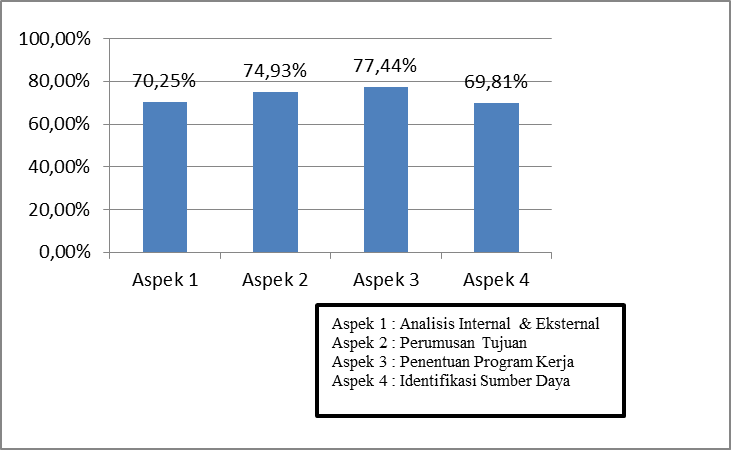 100,00%
80,00%
60,00%
40,00%
20,00%
0,00%
70,25%
74,93%
77,44%
69,81%
Aspek 1
Aspek 2
Aspek 3
Aspek 4
Aspek 1 : Analisis Internal & Eksternal
Aspek 2 : Perumusan Tujuan
Aspek 3 : Penentuan Program Kerja
Aspek 4 : Identifikasi Sumber Daya